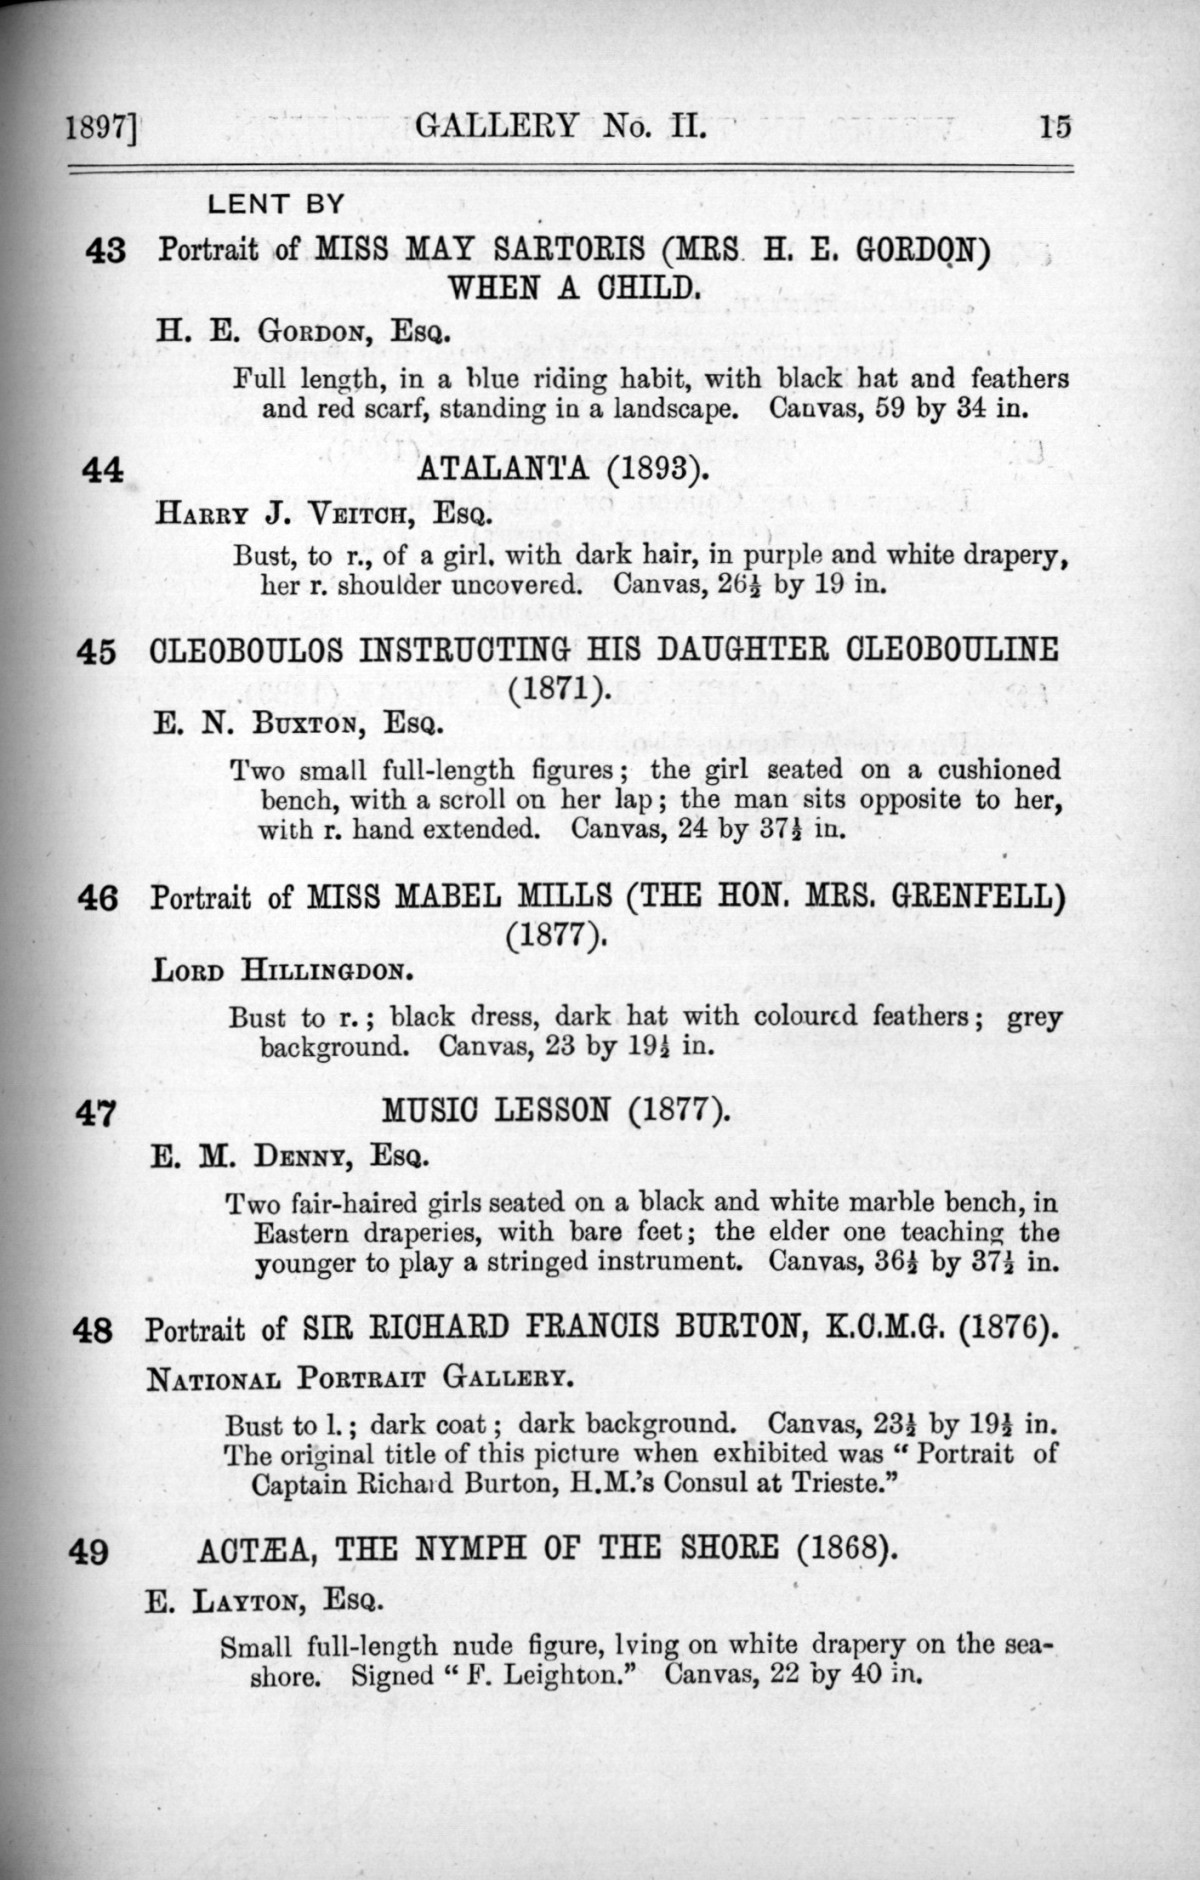 1897] GALLERY No. II. 15
LENT BY
43 Portrait of MISS MAY SARTORIS (MRS. H. E. GORDON)
WHEN A CHILD.
H. E. GORDON, ESQ.
Full length, in a blue riding habit, with black hat and feathers
and red scarf, standing in a landscape. Canvas, 59 by 34 in.
44 ATALANTA (1893).
HARRY J. VEITCH, ESQ.
Bust, to r., of a girl, with dark hair, in purple and white drapery,
her r. shoulder uncovered. Canvas, 26½ by 19 in.
45 CLEOBOULOS INSTRUCTING HIS DAUGHTER CLEOBOULINE
(1871).
E. N. BUXTON, ESQ.
Two small full-length figures; the girl seated on a cushioned
bench, with a scroll on her lap; the man sits opposite to her,
with r. hand extended. Canvas, 24 by 37½ in.
46 Portrait of MISS MABEL MILLS (THE HON. MRS. GRENFELL)
(1877).
LORD HILLINGDON.
Bust to r.; black dress, dark hat with coloured feathers; grey
background. Canvas, 23 by 19½ in.
47 MUSIC LESSON (1877).
E. M. DENNY, ESQ.
Two fair-haired girls seated on a black and white marble bench, in
Eastern draperies, with bare feet; the elder one teaching the
younger to play a stringed instrument. Canvas, 36½ by 37½ in.
48 Portrait of SIR RICHARD FRANCIS BURTON, K.C.M.G. (1876).
NATIONAL PORTRAIT GALLERY.
Bust to l.; dark coat; dark background. Canvas, 23½ by 19½ in.
The original title of this picture when exhibited was “Portrait of
Captain Richard Burton, H.M.’s Consul at Trieste.”
49 ACTÆA, THE NYMPH OF THE SHORE (1868).
E. LAYTON, ESQ.
Small full-length nude figure, lying on white drapery on the sea-
shore. Signed “F. Leighton.” Canvas, 22 by 40 in.